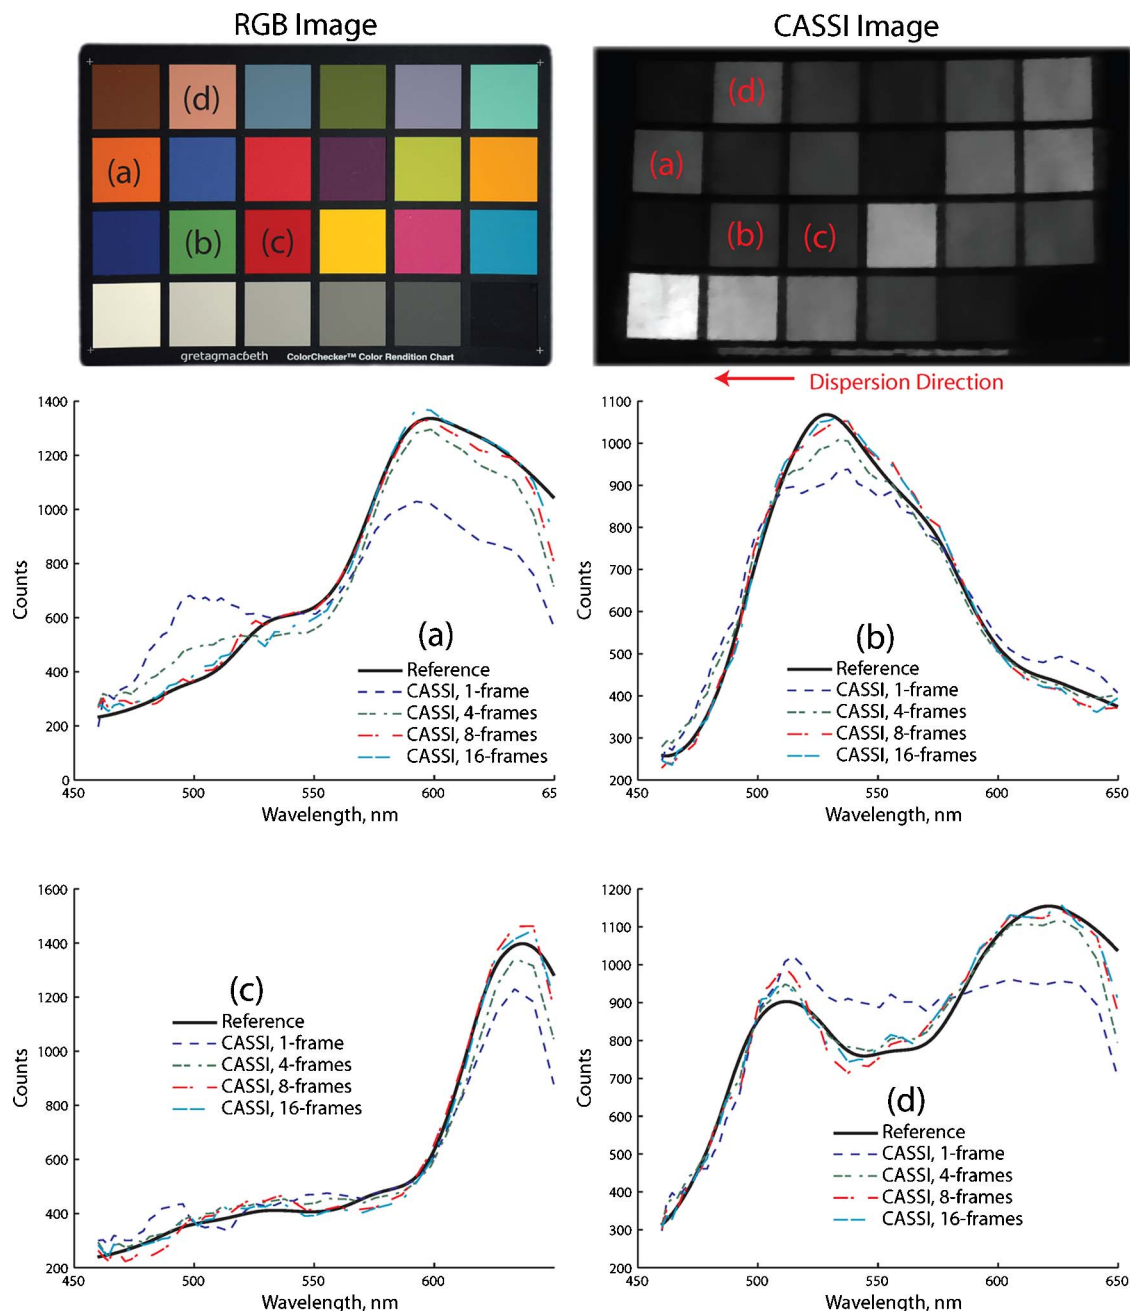 RGB Image
CASSI Image
(d)
(a)
(b)
(c)
gretagmacbeth
ColorChecker™ Color Rendition Chart
(d)
(a)
(b)
(c)
Dispersion Direction
1400
1200
1000
800
600
400
200
0
Counts
450
500
550
600
65
Wavelength, nm
(a)
Reference
CASSI, 1-frame
CASSI, 4-frames
CASSI, 8-frames
CASSI, 16-frames
1100
1000
900
800
700
600
500
400
300
200
Counts
450
500
550
600
650
Wavelength, nm
(b)
Reference
CASSI, 1-frame
CASSI, 4-frames
CASSI, 8-frames
CASSI, 16-frames
1600
1400
1200
1000
800
600
400
200
Counts
450
500
550
600
Wavelength, nm
(c)
Reference
CASSI, 1-frame
CASSI, 4-frames
CASSI, 8-frames
CASSI, 16-frames
1200
1100
1000
900
800
700
600
500
400
300
200
Counts
450
500
550
600
650
Wavelength, nm
(d)
Reference
CASSI, 1-frame
CASSI, 4-frames
CASSI, 8-frames
CASSI, 16-frames